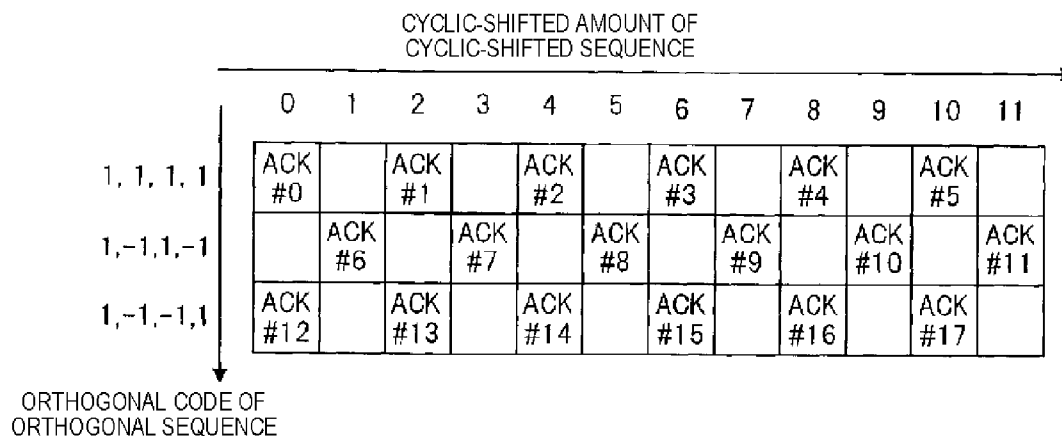 CYCLIC-SHIFTED AMOUNT OF
CYCLIC-SHIFTED SEQUENCE
0 1 2 3 4 5 6 7 8 9 10 11
1, 1, 1, 1
ACK #0 ACK #1 ACK #2 ACK #3 ACK #4 ACK #5
1,-1,1,-1
ACK #6 ACK #7 ACK #8 ACK #9 ACK #10 ACK #11
1,-1,-1,1
ACK #12 ACK #13 ACK #14 ACK #15 ACK #16 ACK #17
ORTHOGONAL CODE OF
ORTHOGONAL SEQUENCE